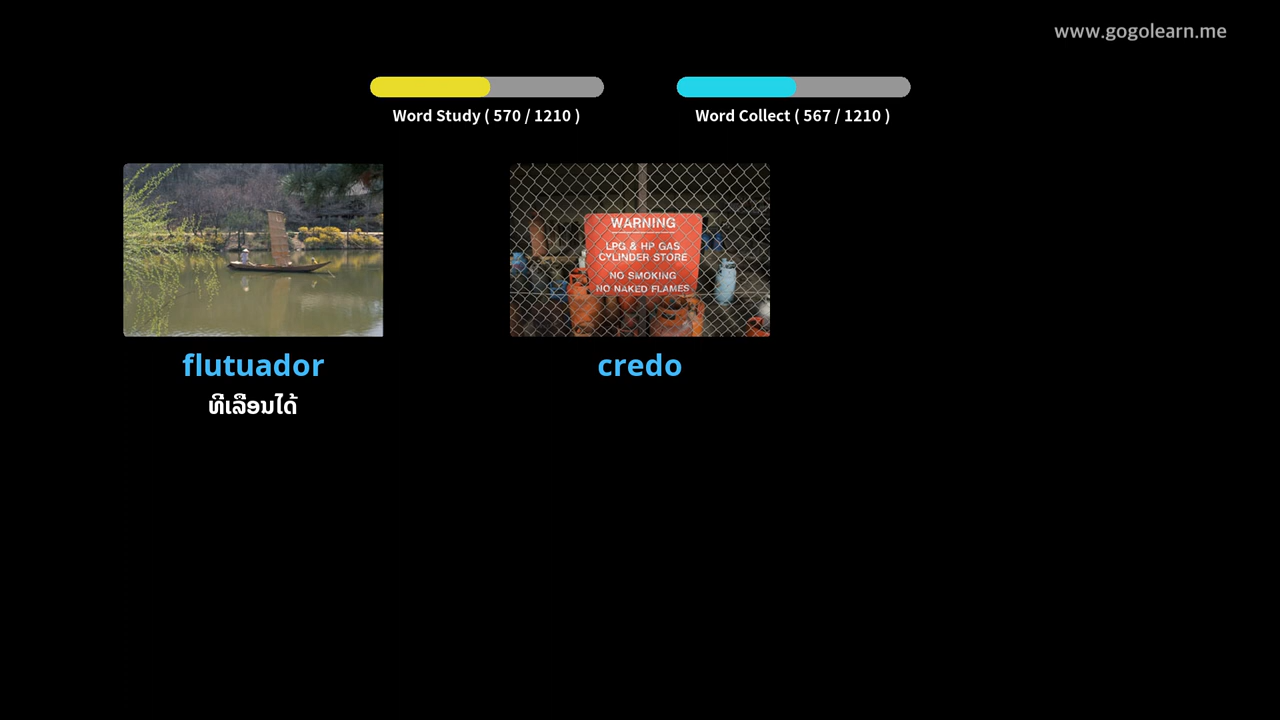 www.gogolearn.me
Word Study ( 570 / 1210 )
Word Collect ( 567 / 1210 )
WARNING
LPG & HP GAS
CYLINDER STORE
NO SMOKING
NO NAKED FLAMES
flutuador
ທີ່ເລື່ອນໄດ້
credo